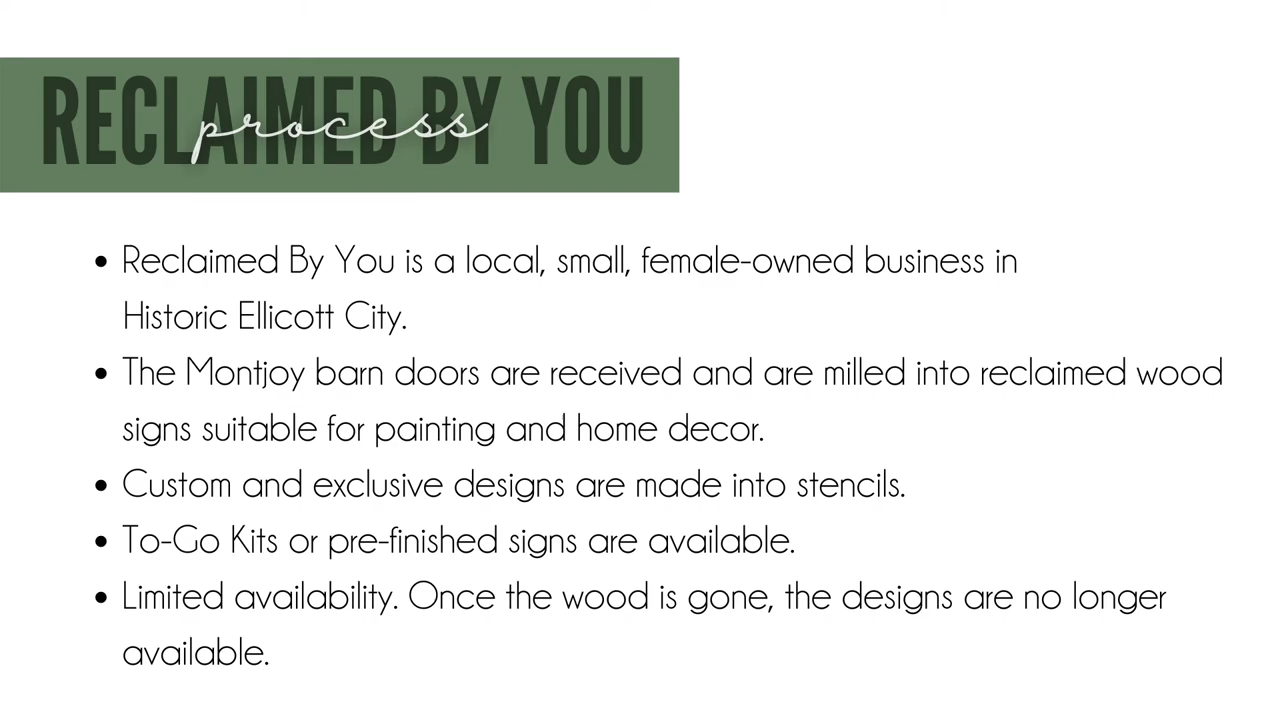 RECLAIMED BY YOU
process
• Reclaimed By You is a local, small, female-owned business in
Historic Ellicott City.
• The Montjoy barn doors are received and are milled into reclaimed wood
signs suitable for painting and home decor.
• Custom and exclusive designs are made into stencils.
• To-Go Kits or pre-finished signs are available.
• Limited availability. Once the wood is gone, the designs are no longer
available.